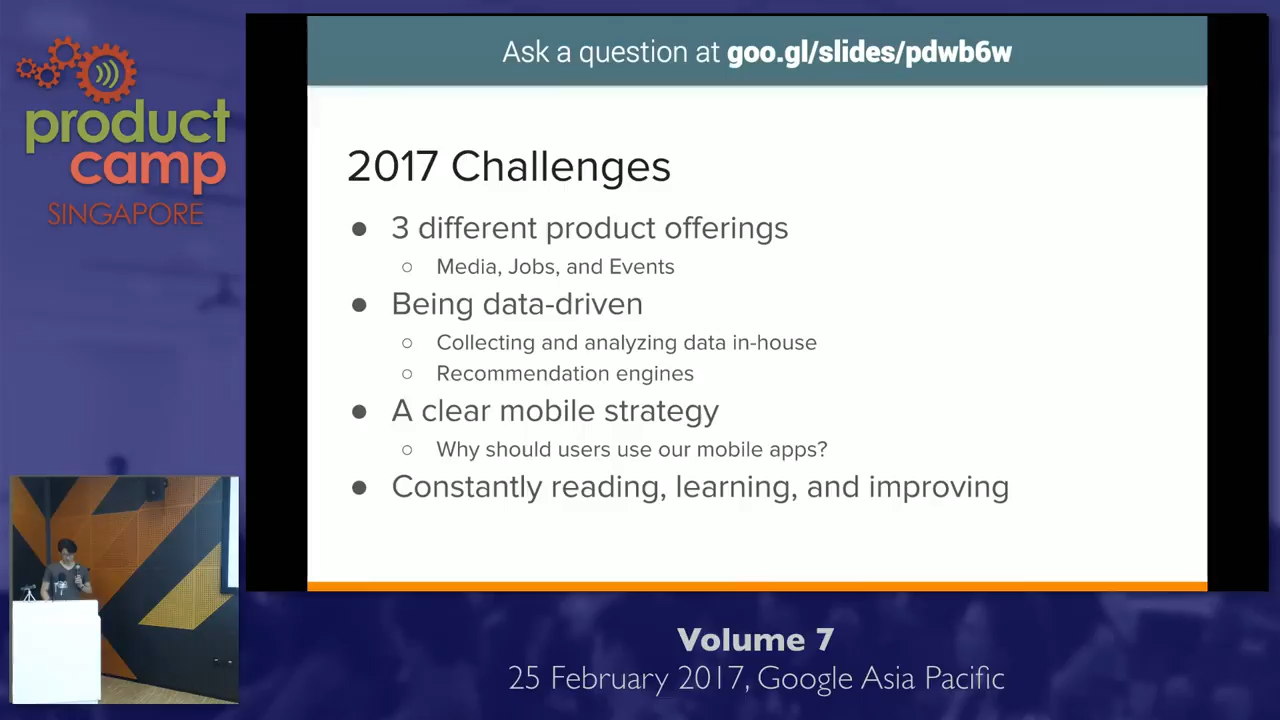 product
camp
SINGAPORE
Ask a question at goo.gl/slides/pdwb6w
2017 Challenges
● 3 different product offerings
○ Media, Jobs, and Events
● Being data-driven
○ Collecting and analyzing data in-house
○ Recommendation engines
● A clear mobile strategy
○ Why should users use our mobile apps?
● Constantly reading, learning, and improving
Volume 7
25 February 2017, Google Asia Pacific